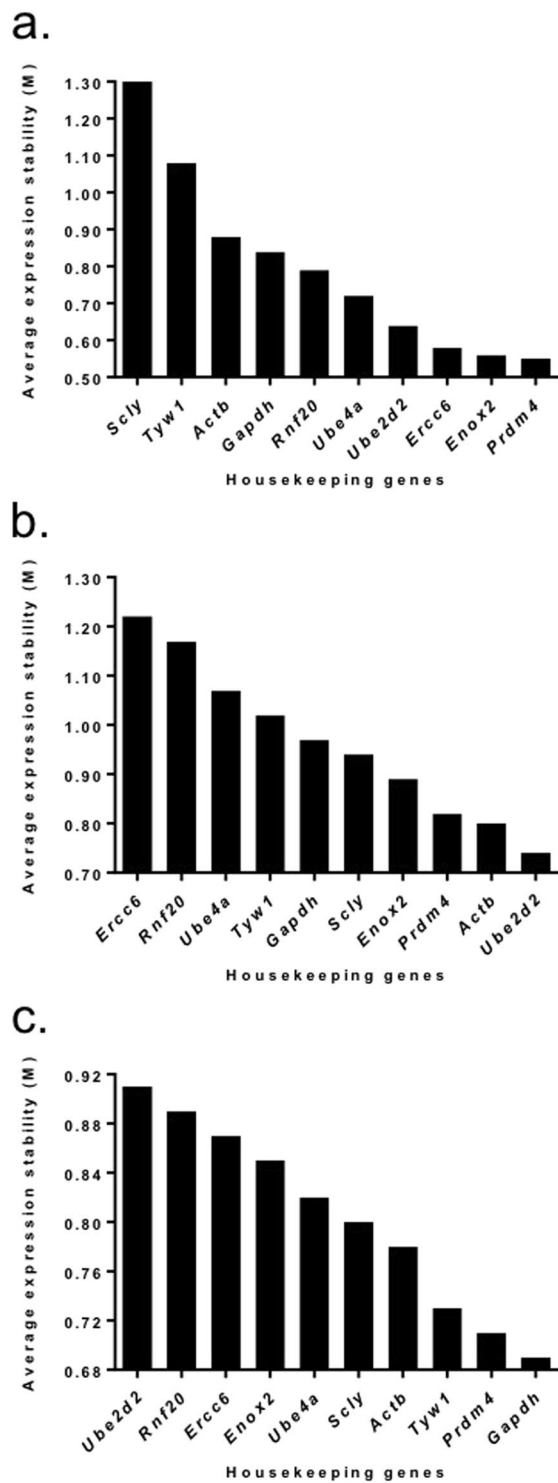 a.
Average expression stability (M)
1.30
1.20
1.10
1.00
0.90
0.80
0.70
0.60
0.50
Scly Tyw1 Actb Gapdh Rnf20 Ube4a Ube2d2 Ercc6 Enox2 Prdm4
Housekeeping genes
b.
Average expression stability (M)
1.30
1.20
1.10
1.00
0.90
0.80
0.70
Ercc6 Rnf20 Ube4a Tyw1 Gapdh Scly Enox2 Prdm4 Actb Ube2d2
Housekeeping genes
c.
Average expression stability (M)
0.92
0.88
0.84
0.80
0.76
0.72
0.68
Ube2d2 Rnf20 Ercc6 Enox2 Ube4a Scly Actb Tyw1 Prdm4 Gapdh
Housekeeping genes